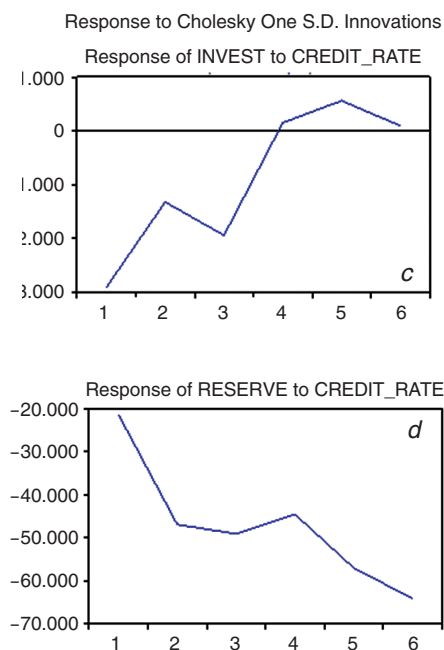 Response to Cholesky One S.D. Innovations
Response of INVEST to CREDIT_RATE
1.000
0
1.000
2.000
3.000
c
1 2 3 4 5 6
Response of RESERVE to CREDIT_RATE
−20.000
d
−30.000
−40.000
−50.000
−60.000
−70.000
1 2 3 4 5 6